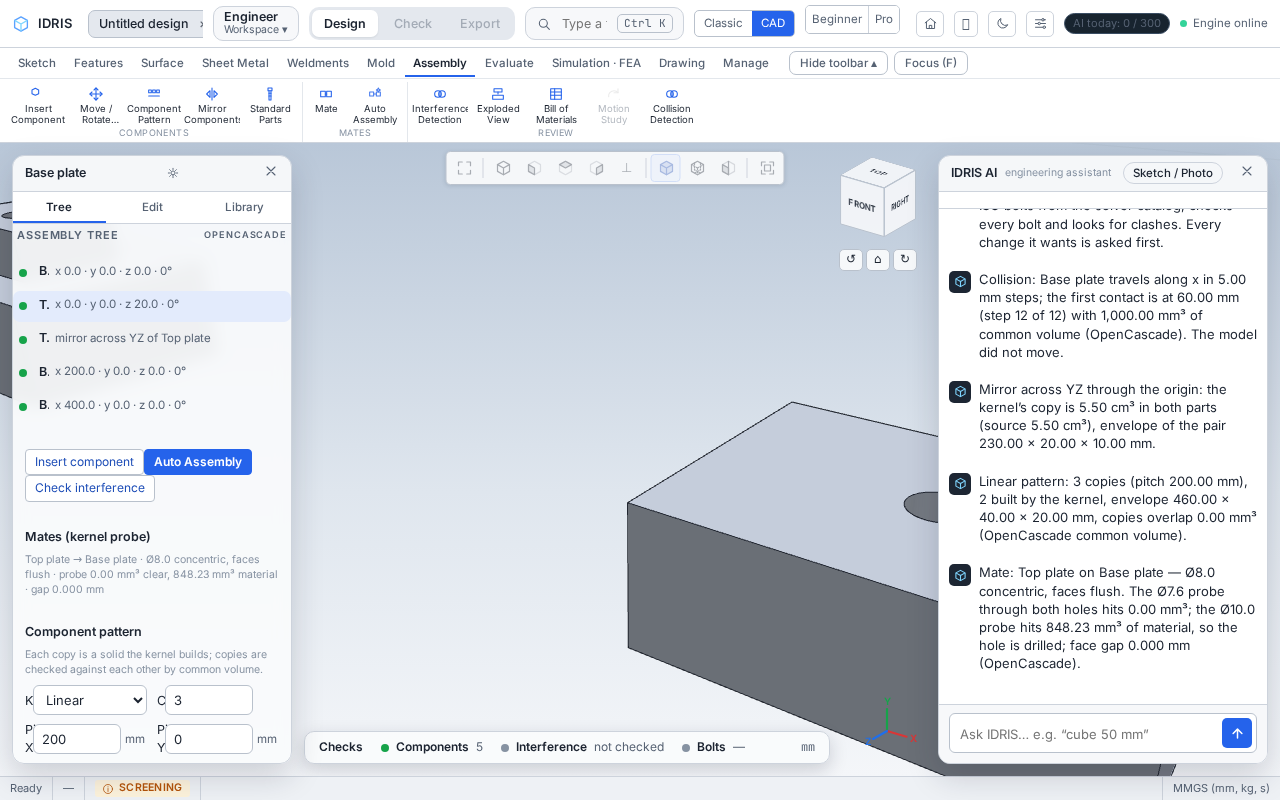 IDRIS
Untitled design
Engineer
Workspace ▾
Design
Check
Export
Type a
Ctrl K
Classic
CAD
Beginner
Pro
AI today: 0 / 300
Engine online
Sketch
Features
Surface
Sheet Metal
Weldments
Mold
Assembly
Evaluate
Simulation · FEA
Drawing
Manage
Hide toolbar ▴
Focus (F)
Insert
Component
Move /
Rotate...
Component
Pattern
Mirror
Components
Standard
Parts
COMPONENTS
Mate
Auto
Assembly
MATES
Interference
Detection
Exploded
View
Bill of
Materials
Motion
Study
Collision
Detection
REVIEW
Base plate
Tree
Edit
Library
ASSEMBLY TREE
OPENCASCADE
B. x 0.0 · y 0.0 · z 0.0 · 0°
T. x 0.0 · y 0.0 · z 20.0 · 0°
T. mirror across YZ of Top plate
B. x 200.0 · y 0.0 · z 0.0 · 0°
B. x 400.0 · y 0.0 · z 0.0 · 0°
Insert component
Auto Assembly
Check interference
Mates (kernel probe)
Top plate → Base plate · Ø8.0 concentric, faces
flush · probe 0.00 mm³ clear, 848.23 mm³ material
· gap 0.000 mm
Component pattern
Each copy is a solid the kernel builds; copies are
checked against each other by common volume.
Linear
3
200
mm
0
mm
TOP
FRONT
RIGHT
Checks
Components 5
Interference not checked
Bolts —
mm
IDRIS AI
engineering assistant
Sketch / Photo
every bolt and looks for clashes. Every
change it wants is asked first.
Collision: Base plate travels along x in 5.00
mm steps; the first contact is at 60.00 mm
(step 12 of 12) with 1,000.00 mm³ of
common volume (OpenCascade). The model
did not move.
Mirror across YZ through the origin: the
kernel's copy is 5.50 cm³ in both parts
(source 5.50 cm³), envelope of the pair
230.00 × 20.00 × 10.00 mm.
Linear pattern: 3 copies (pitch 200.00 mm),
2 built by the kernel, envelope 460.00 ×
40.00 × 20.00 mm, copies overlap 0.00 mm³
(OpenCascade common volume).
Mate: Top plate on Base plate — Ø8.0
concentric, faces flush. The Ø7.6 probe
through both holes hits 0.00 mm³; the Ø10.0
probe hits 848.23 mm³ of material, so the
hole is drilled; face gap 0.000 mm
(OpenCascade).
Ask IDRIS... e.g. “cube 50 mm”
Ready
—
SCREENING
MMGS (mm, kg, s)